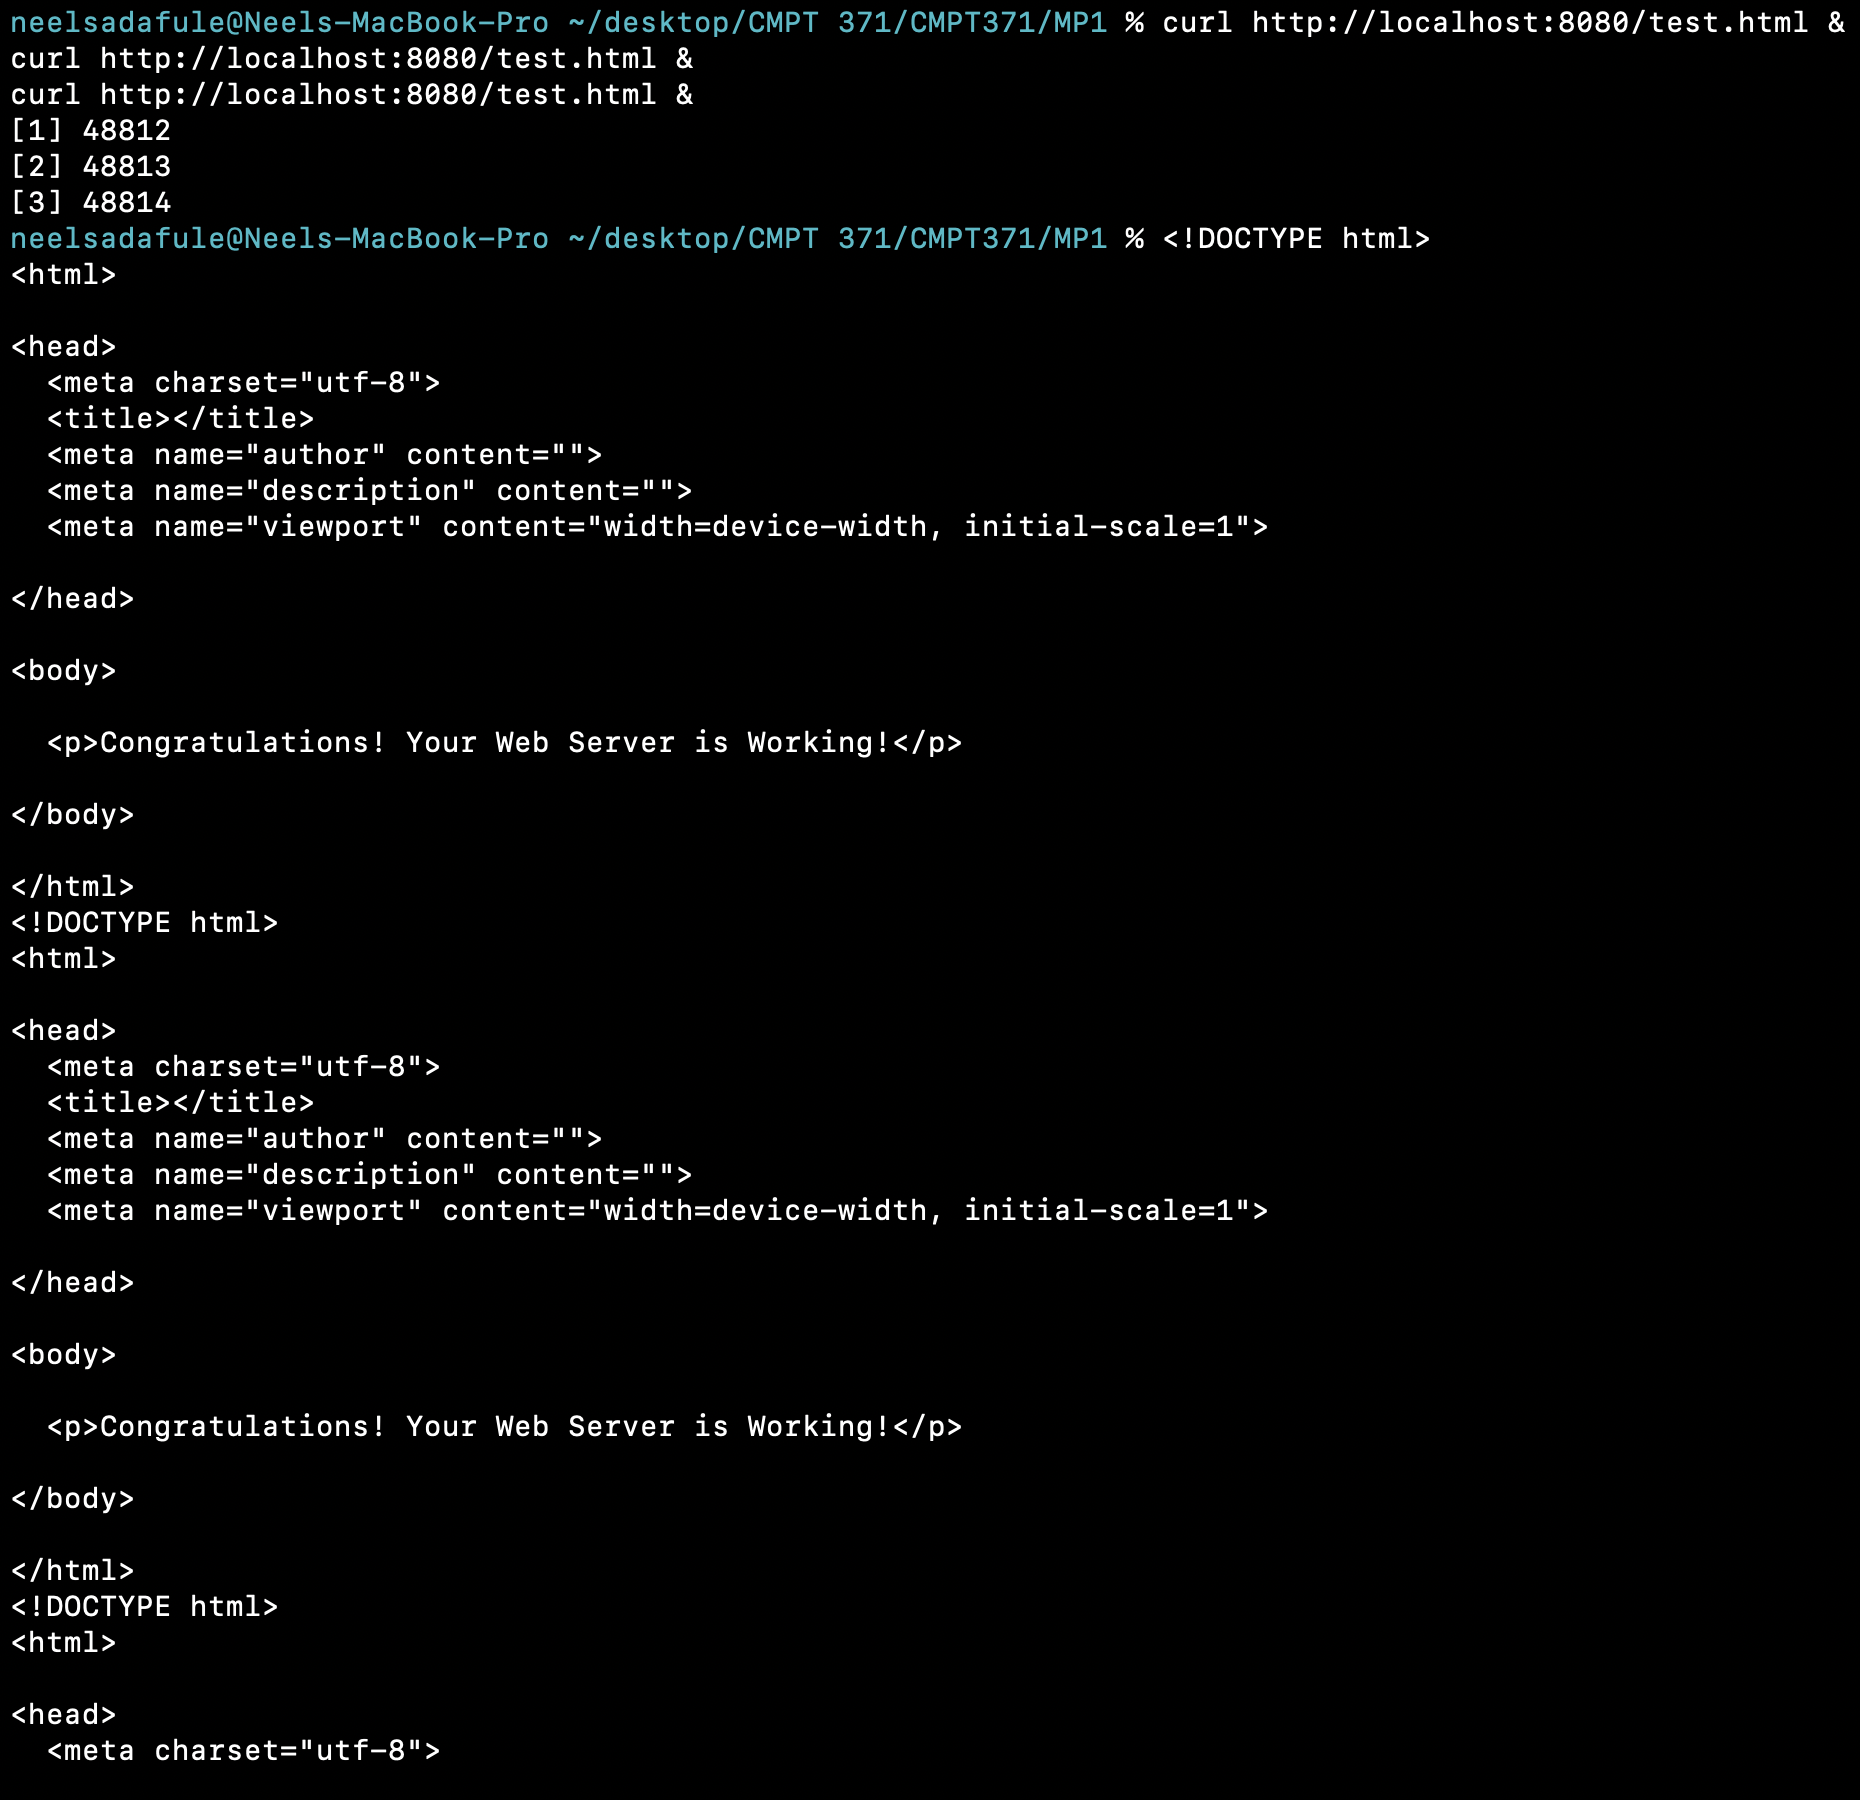 neelsadafule@Neels-MacBook-Pro ~/desktop/CMPT 371/CMPT371/MP1 % curl http://localhost:8080/test.html &
curl http://localhost:8080/test.html &
curl http://localhost:8080/test.html &
[1] 48812
[2] 48813
[3] 48814
neelsadafule@Neels-MacBook-Pro ~/desktop/CMPT 371/CMPT371/MP1 % <!DOCTYPE html>
<html>

<head>
  <meta charset="utf-8">
  <title></title>
  <meta name="author" content="">
  <meta name="description" content="">
  <meta name="viewport" content="width=device-width, initial-scale=1">

</head>

<body>

  <p>Congratulations! Your Web Server is Working!</p>

</body>

</html>
<!DOCTYPE html>
<html>

<head>
  <meta charset="utf-8">
  <title></title>
  <meta name="author" content="">
  <meta name="description" content="">
  <meta name="viewport" content="width=device-width, initial-scale=1">

</head>

<body>

  <p>Congratulations! Your Web Server is Working!</p>

</body>

</html>
<!DOCTYPE html>
<html>

<head>
  <meta charset="utf-8">